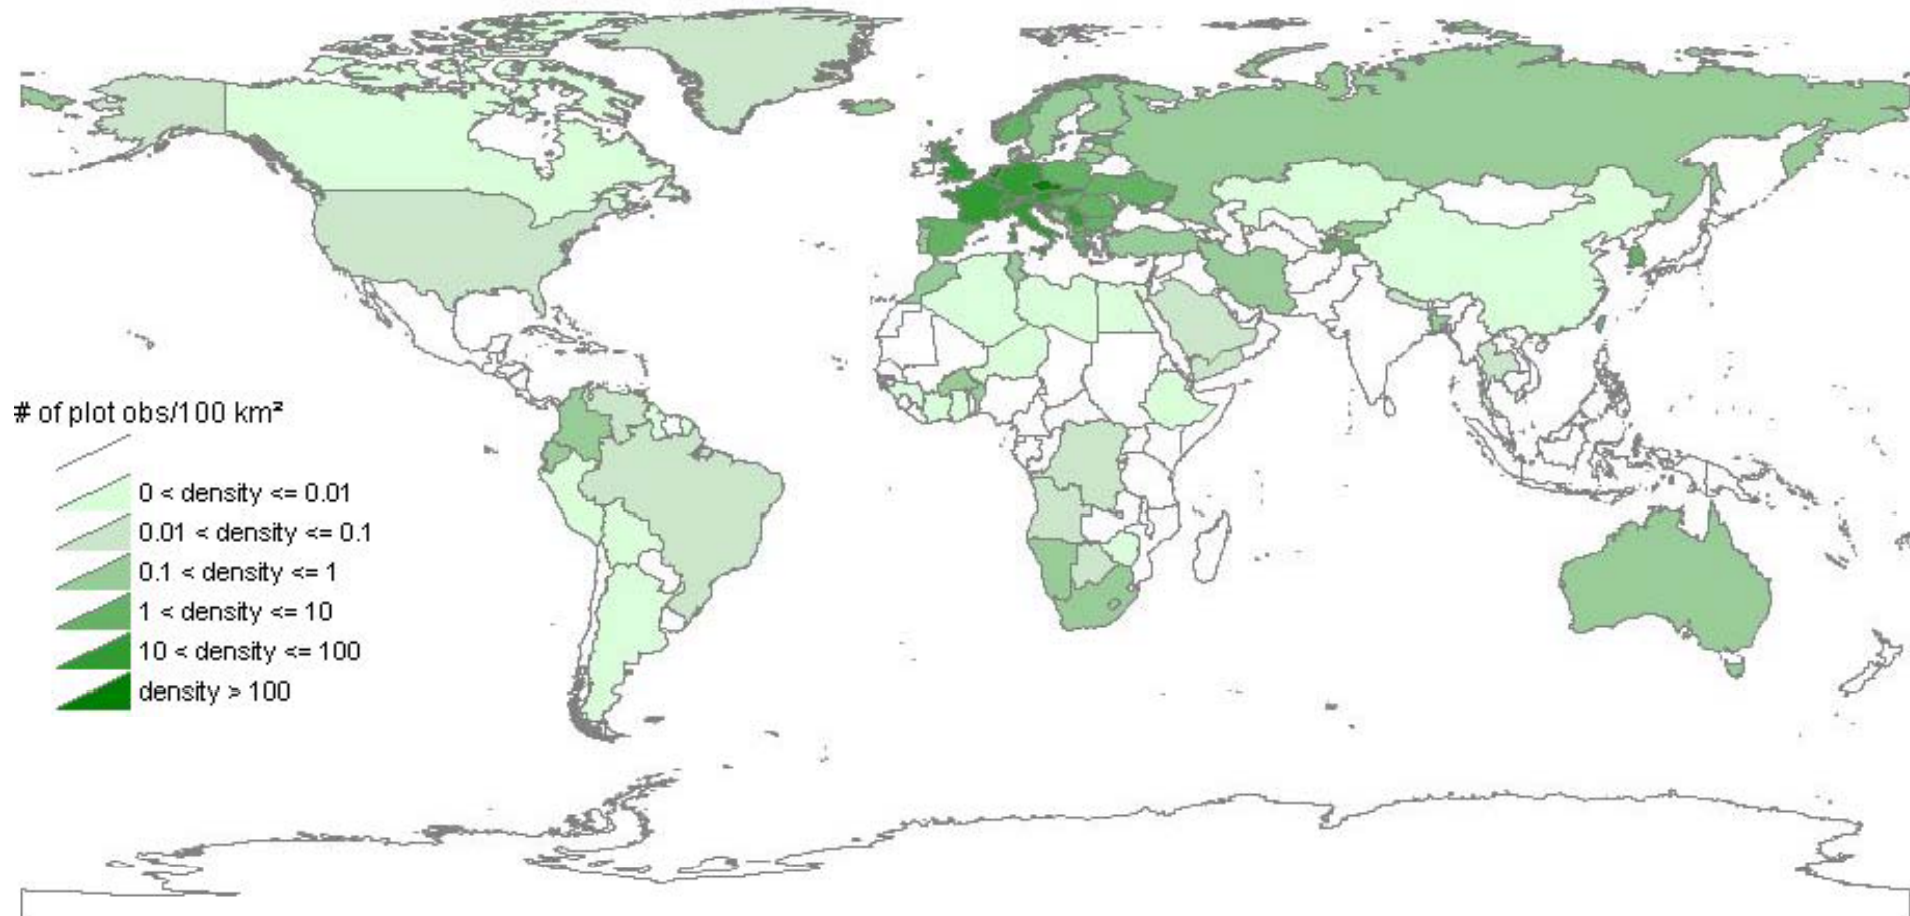 # of plot obs/100 km²
0 < density <= 0.01
0.01 < density <= 0.1
0.1 < density <= 1
1 < density <= 10
10 < density <= 100
density > 100